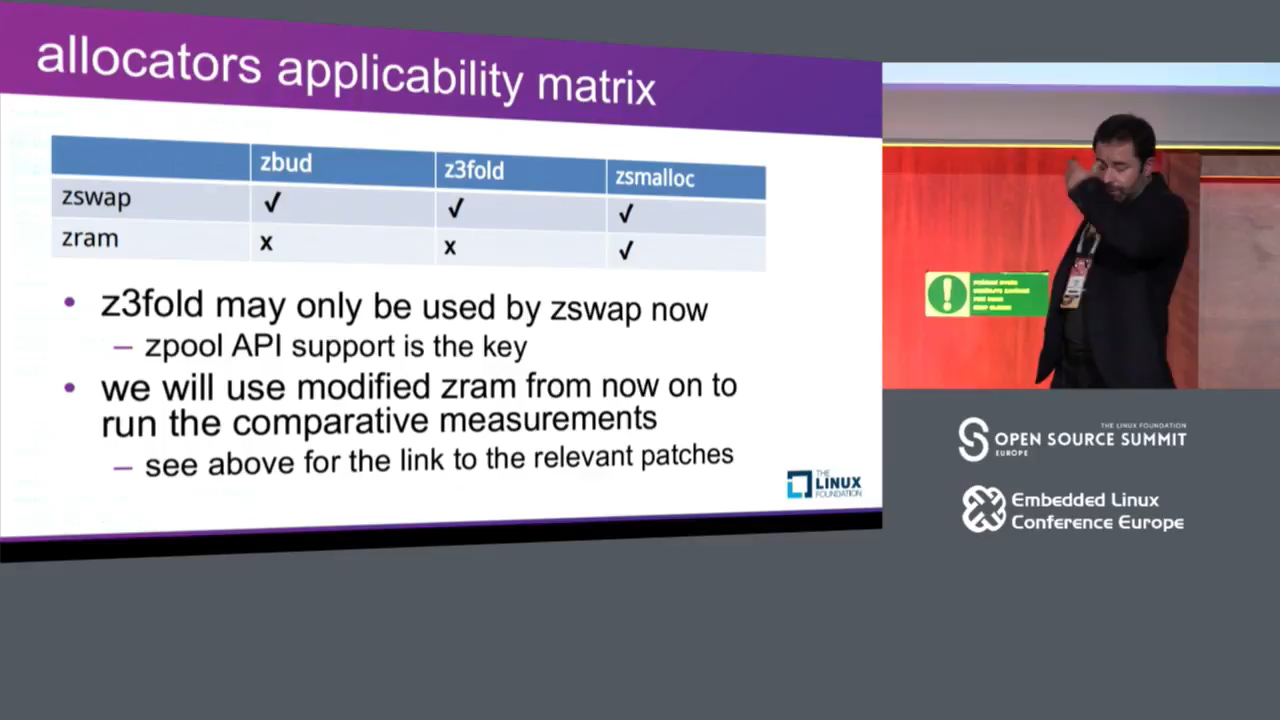 allocators applicability matrix
zbud z3fold zsmalloc
zswap ✓ ✓ ✓
zram x x ✓
• z3fold may only be used by zswap now
– zpool API support is the key
• we will use modified zram from now on to
run the comparative measurements
– see above for the link to the relevant patches
THE
LINUX
FOUNDATION
THE LINUX FOUNDATION
OPEN SOURCE SUMMIT
EUROPE
Embedded Linux
Conference Europe